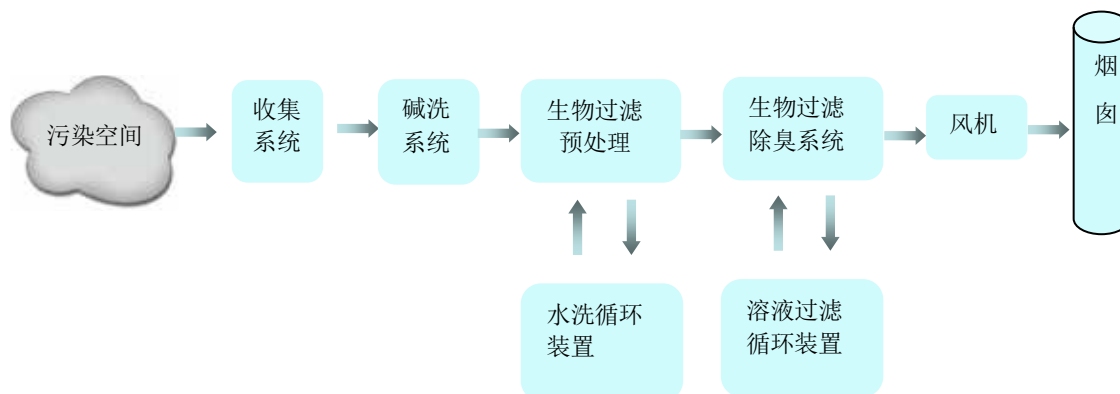 污染空间
收集
系统
碱洗
系统
生物过滤
预处理
生物过滤
除臭系统
风机
烟
囱
水洗循环
装置
溶液过滤
循环装置